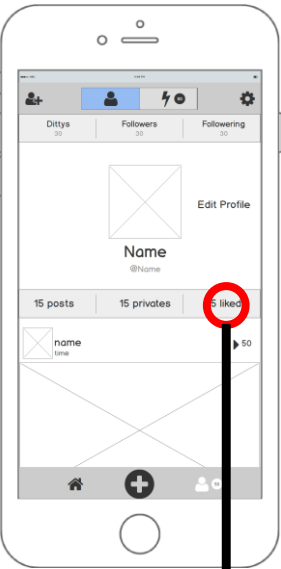 Dittys Followers Followering
30 30 30
Edit Profile
Name
@Name
15 posts 15 privates 5 liked
name
time
50